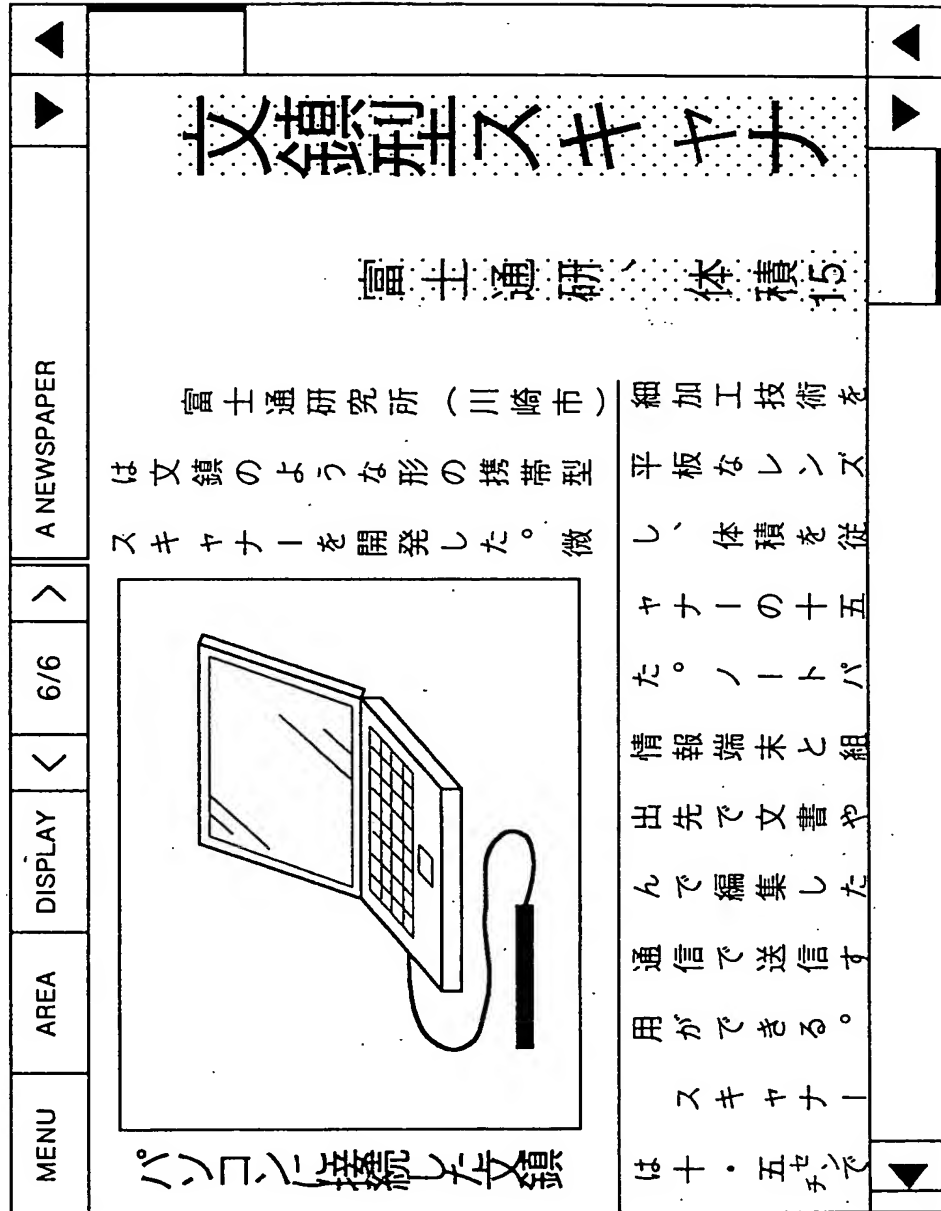 MENU AREA DISPLAY < 6/6 > A NEWSPAPER
文鎮型スキャナ
富士通研、体積15
富士通研究所（川崎市）
は文鎮のような形の携帯型
スキャナーを開発した。微
パソコンに接続した文鎮
細加工技術を
平板なレンズ
し、体積を従
ャナーの十五
た。ノートパ
情報端末と組
出先で文書や
んで編集した
通信で送信す
用ができる。
スキャナー
は十・五センチで